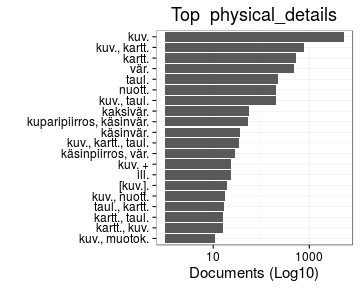 Top physical_details
kuv.
kuv., kartt.
kartt.
vär.
taul.
nuott.
kuv., taul.
kaksivär.
kuparipiirros, käsinvär.
käsinvär.
kuv., kartt., taul.
käsinpiirros, vär.
kuv. +
ill.
[kuv.].
kuv., nuott.
taul., kartt.
kartt., taul.
kartt., kuv.
kuv., muotok.
10 1000
Documents (Log10)